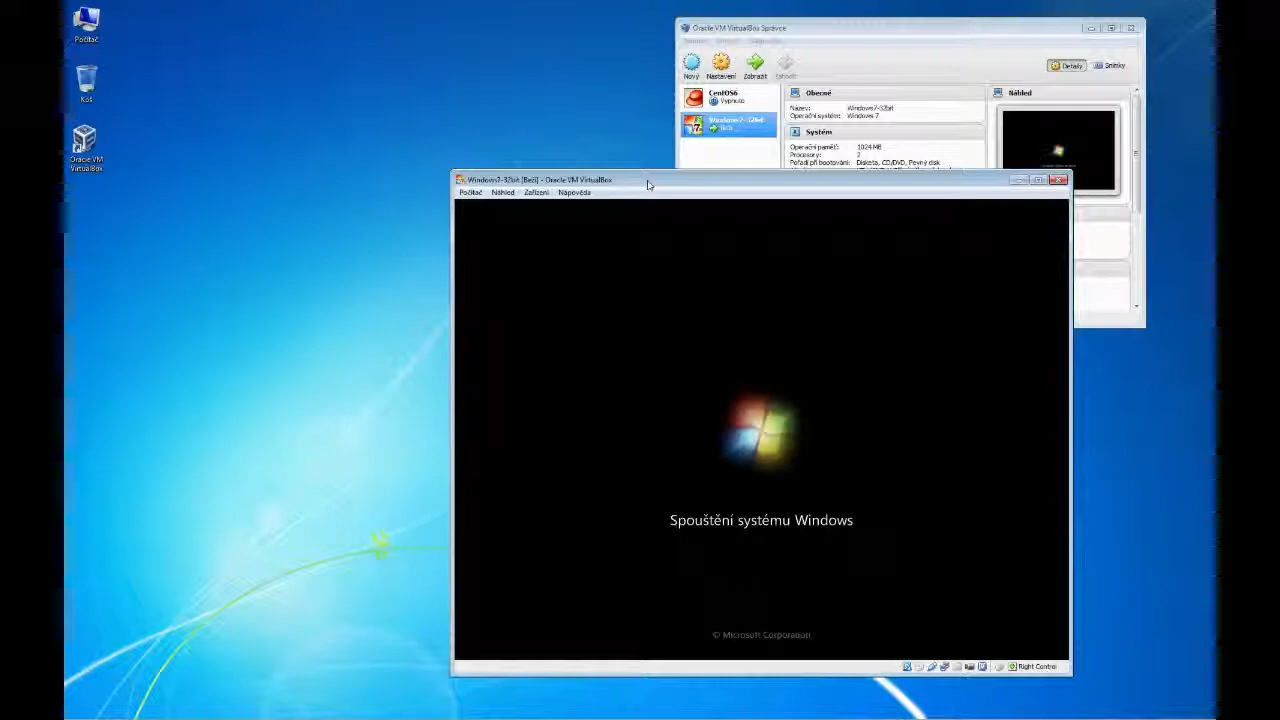 Počítač
Koš
Oracle VM
VirtualBox
Oracle VM VirtualBox Správce
Nový
Nastavení
Zobrazit
Detaily
Snímky
CentOS6
Vypnuto
Windows7-32bit
Běží
Obecné
Název: Windows7-32bit
Operační systém: Windows 7
Systém
Operační paměť: 1024 MB
Procesory: 2
Pořadí při bootování: Disketa, CD/DVD, Pevný disk
Náhled
Windows7-32bit [Běží] - Oracle VM VirtualBox
Počítač Náhled Zařízení Nápověda
Spouštění systému Windows
© Microsoft Corporation
Right Control